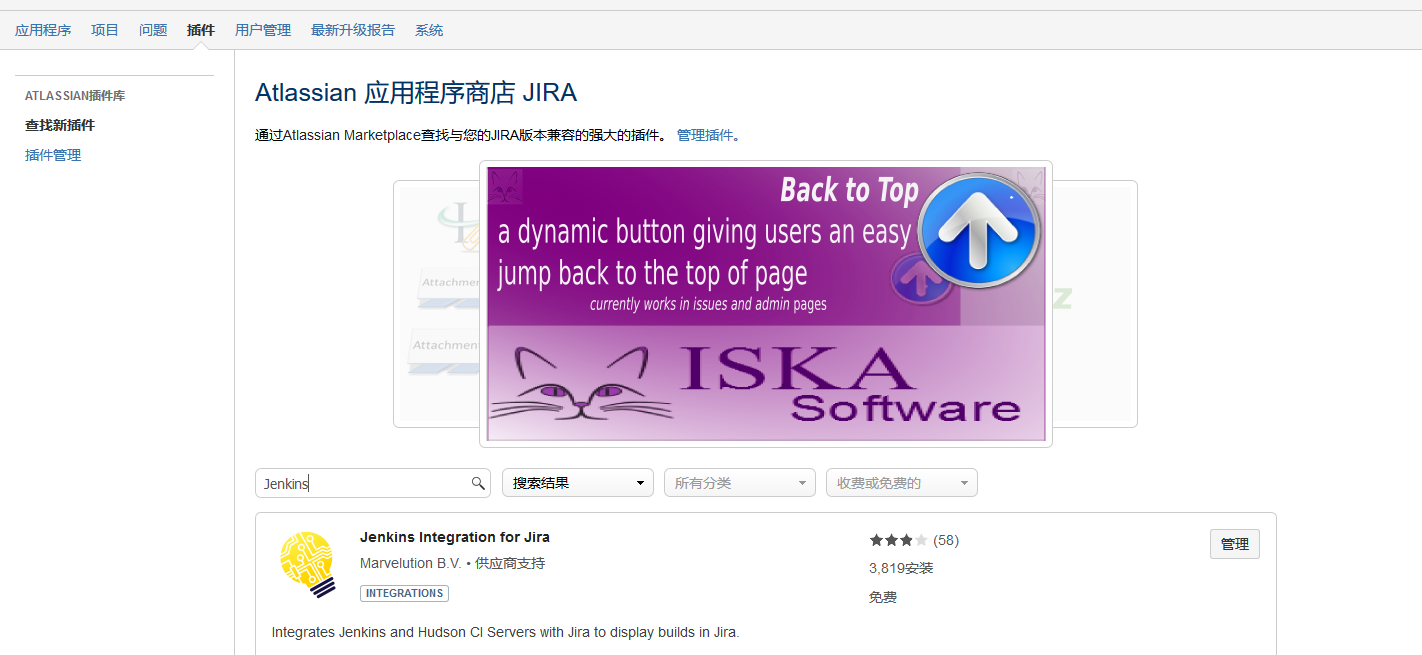 应用程序 项目 问题 插件 用户管理 最新升级报告 系统
ATLASSIAN插件库
查找新插件
插件管理
Atlassian 应用程序商店 JIRA
通过Atlassian Marketplace查找与您的JIRA版本兼容的强大的插件。 管理插件。
Back to Top
a dynamic button giving users an easy
jump back to the top of page
currently works in issues and admin pages
ISKA
Software
Jenkins 搜索结果 所有分类 收费或免费的
Jenkins Integration for Jira
Marvelution B.V. • 供应商支持
INTEGRATIONS
(58)
3,819安装
免费
管理
Integrates Jenkins and Hudson CI Servers with Jira to display builds in Jira.